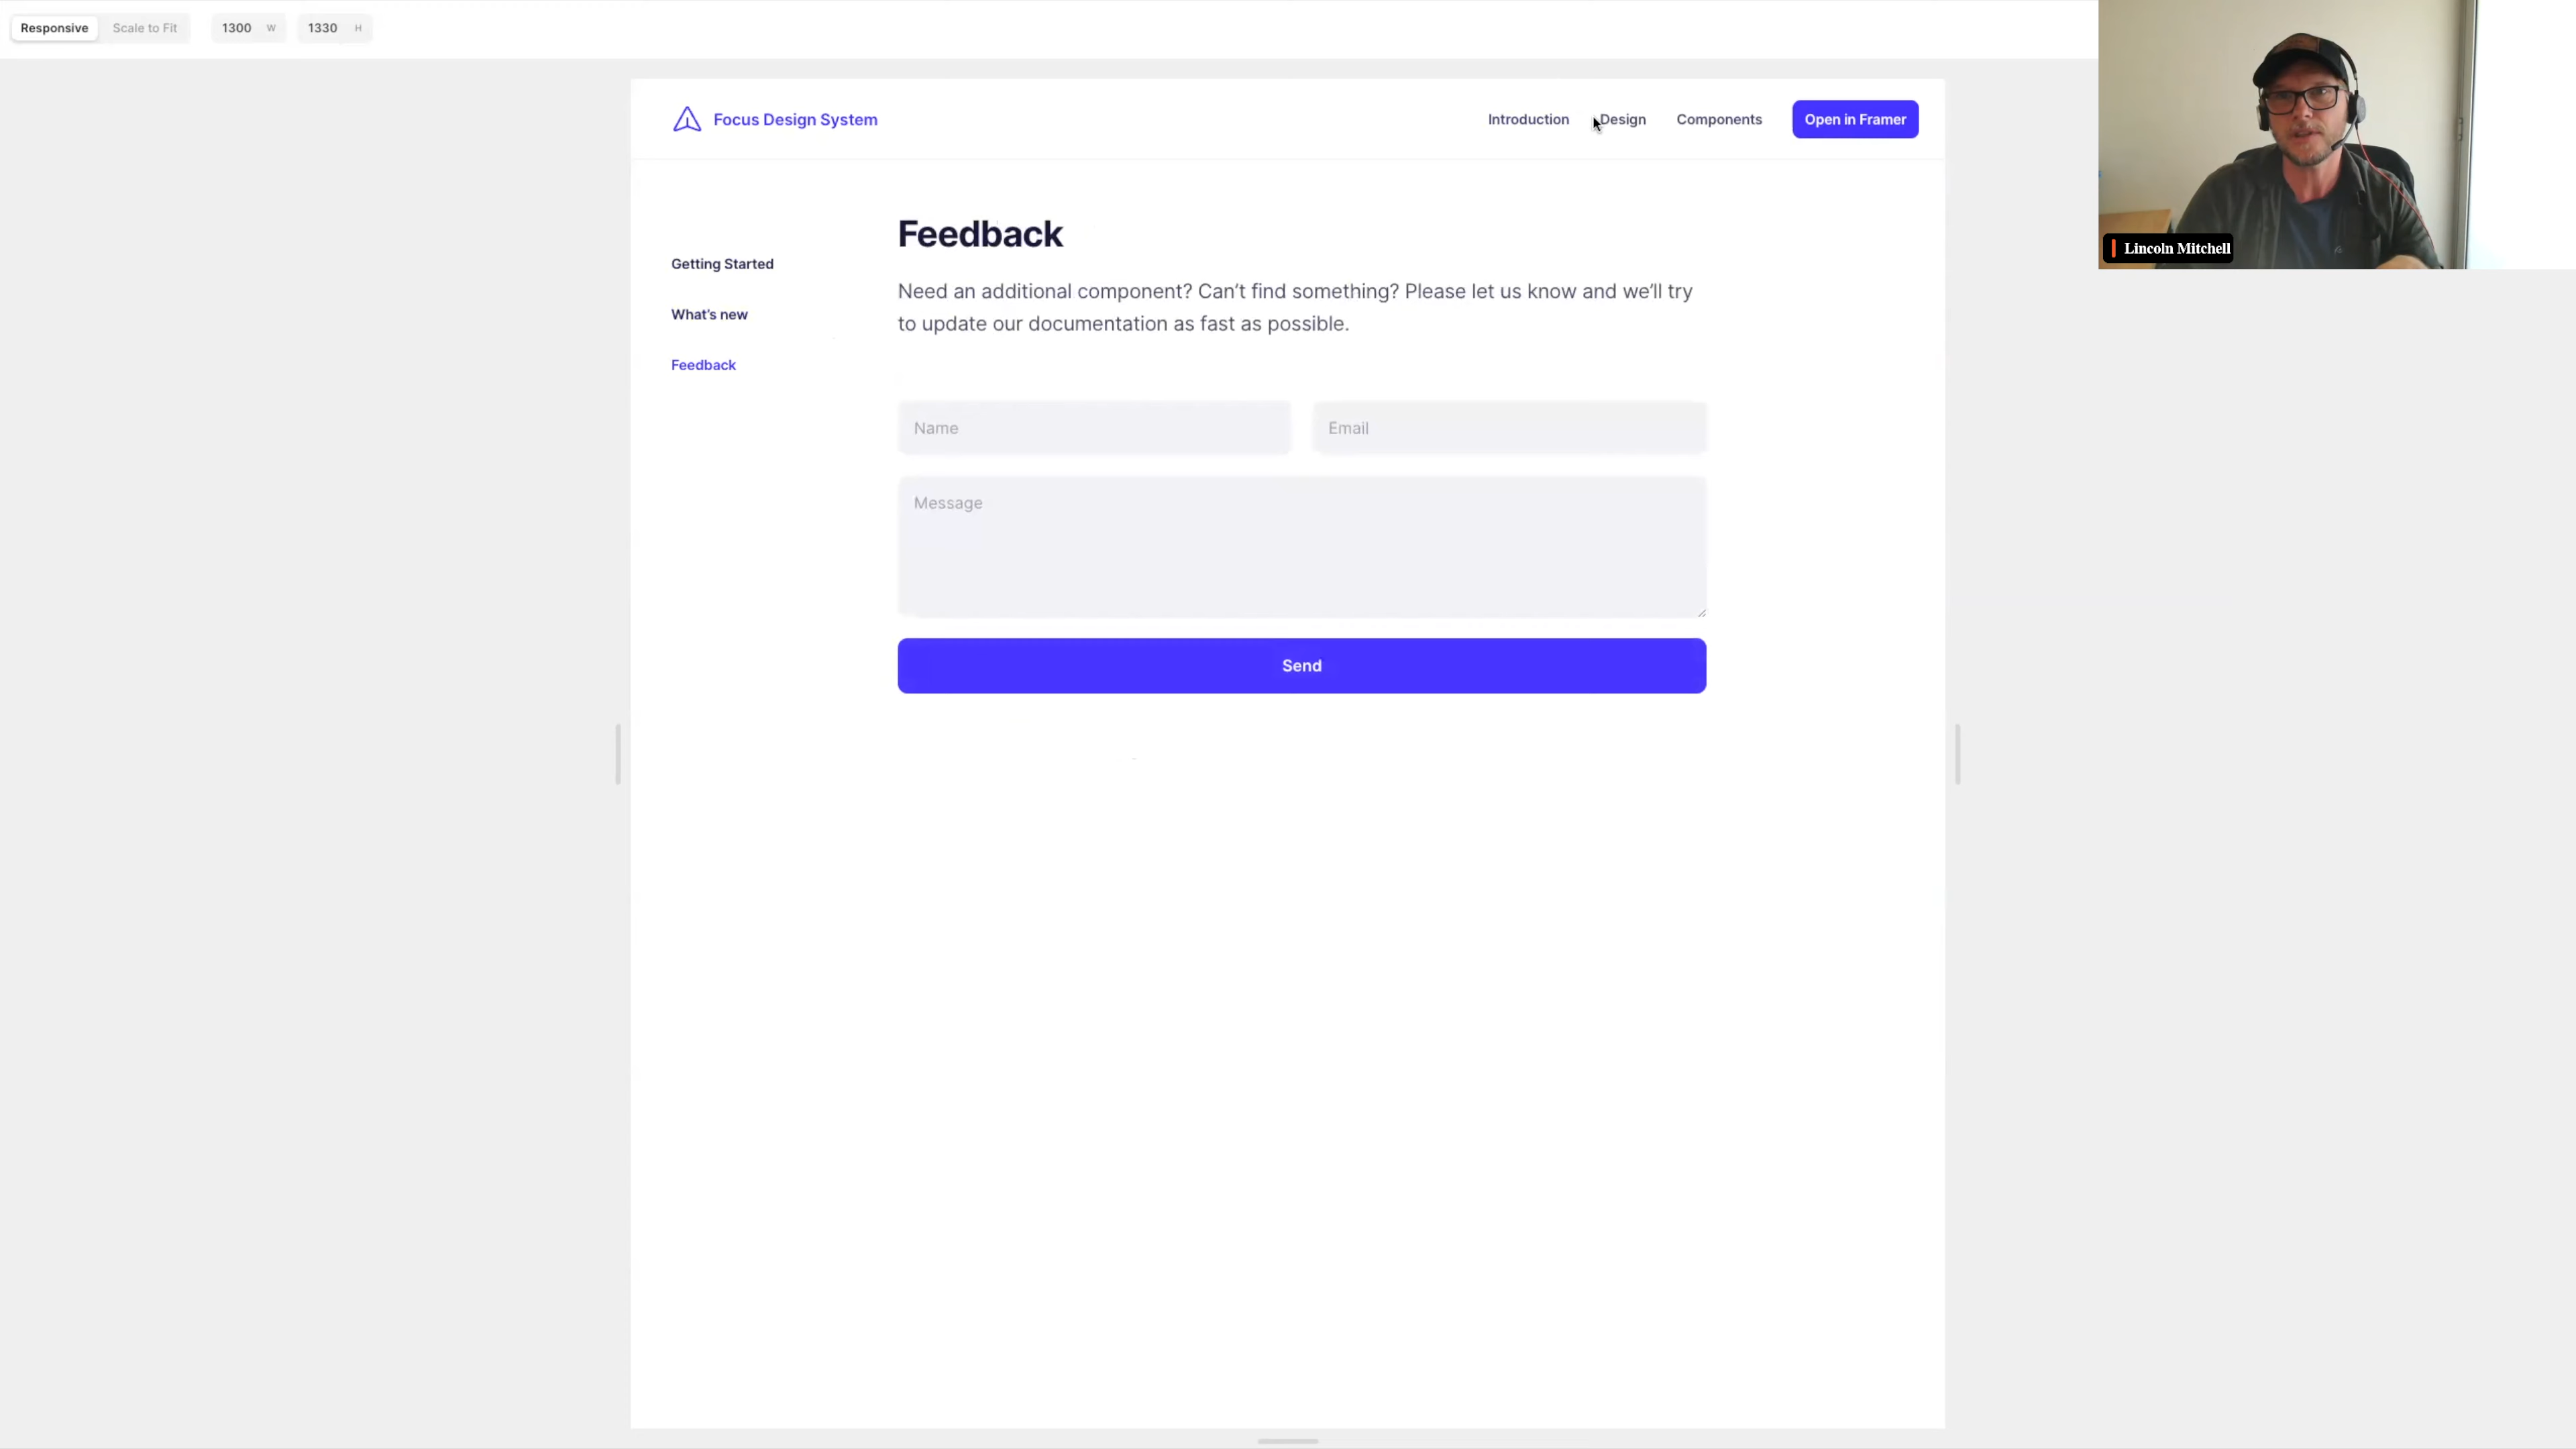 Responsive Scale to Fit 1300 W 1330 H
Focus Design System
Introduction Design Components Open in Framer
Lincoln Mitchell
Feedback
Need an additional component? Can’t find something? Please let us know and we’ll try
to update our documentation as fast as possible.
Getting Started
What’s new
Feedback
Name Email
Message
Send